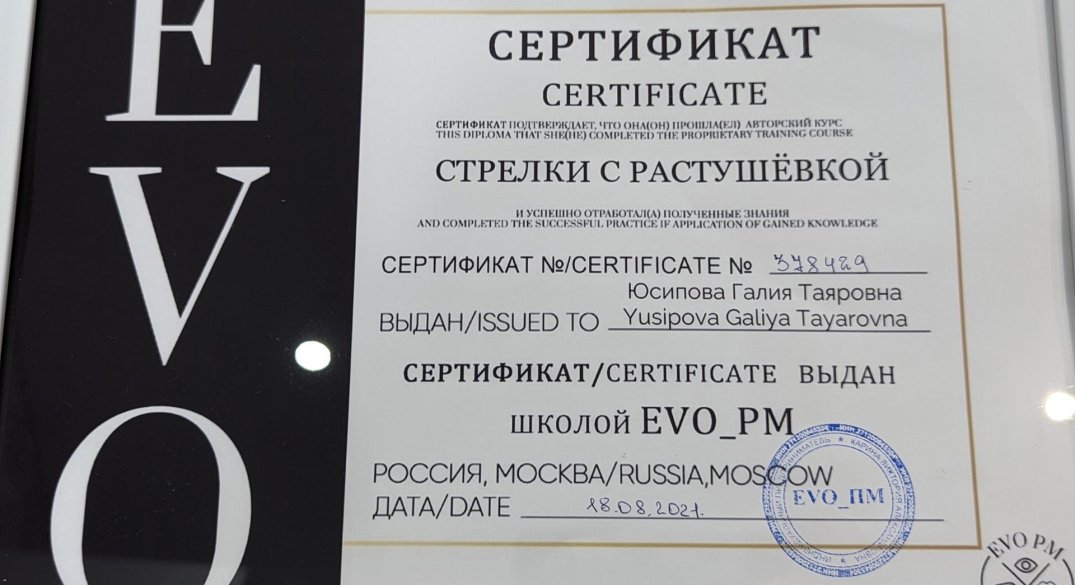 EVO
СЕРТИФИКАТ
CERTIFICATE
СЕРТИФИКАТ ПОДТВЕРЖДАЕТ, ЧТО ОНА(ОН) ПРОШЛА(ЕЛ) АВТОРСКИЙ КУРС
THIS DIPLOMA THAT SHE(HE) COMPLETED THE PROPRIETARY TRAINING COURSE
СТРЕЛКИ С РАСТУШЁВКОЙ
И УСПЕШНО ОТРАБОТАЛ(А) ПОЛУЧЕННЫЕ ЗНАНИЯ
AND COMPLETED THE SUCCESSFUL PRACTICE IF APPLICATION OF GAINED KNOWLEDGE
СЕРТИФИКАТ №/CERTIFICATE № 378429
Юсипова Галия Таяровна
ВЫДАН/ISSUED TO Yusipova Galiya Tayarovna
СЕРТИФИКАТ/CERTIFICATE ВЫДАН
школой EVO_PM
РОССИЯ, МОСКВА/RUSSIA,MOSCOW
ДАТА/DATE 18.08.2021.
EVO_ПМ
EVO PM